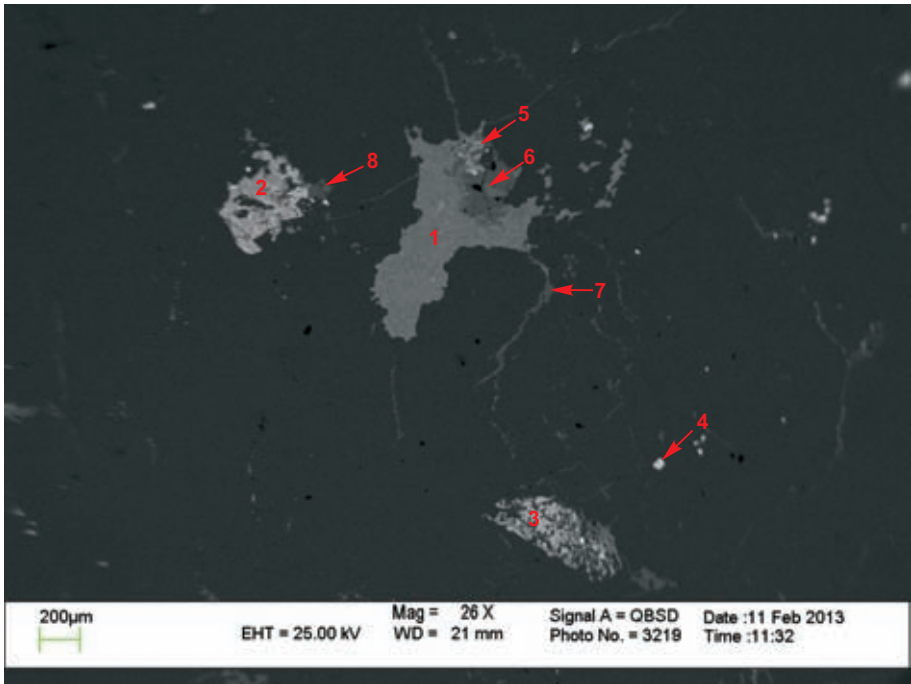 5
6
8
2
1
7
4
3
200µm
Mag = 26 X
Signal A = QBSD
Date :11 Feb 2013
EHT = 25.00 kV
WD = 21 mm
Photo No. = 3219
Time :11:32